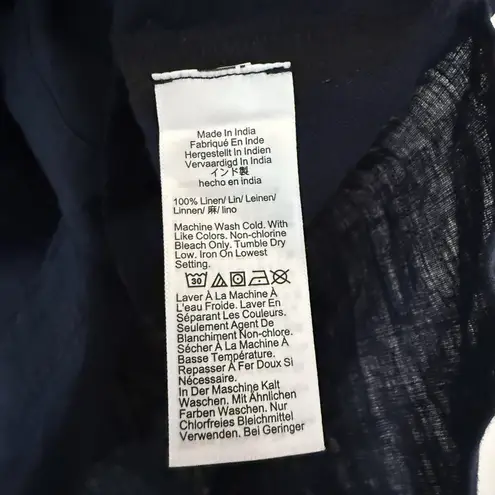 Made In India
Fabriqué En Inde
Hergestellt In Indien
Vervaardigd In India
インド製
hecho en india
100% Linen/ Lin/ Leinen/
Linnen/ 麻/ lino
Machine Wash Cold. With
Like Colors. Non-chlorine
Bleach Only. Tumble Dry
Low. Iron On Lowest
Setting.
30
Laver À La Machine À
L'eau Froide. Laver En
Séparant Les Couleurs.
Seulement Agent De
Blanchiment Non-chlore.
Sécher À La Machine À
Basse Température.
Repasser À Fer Doux Si
Nécessaire.
In Der Maschine Kalt
Waschen. Mit Ähnlichen
Farben Waschen. Nur
Chlorfreies Bleichmittel
Verwenden. Bei Geringer